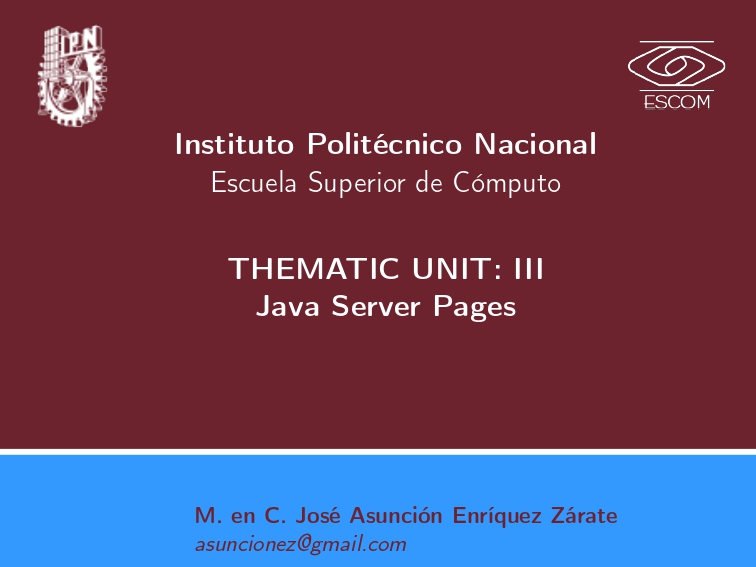 IPN
ESCOM
Instituto Politécnico Nacional
Escuela Superior de Cómputo
THEMATIC UNIT: III
Java Server Pages
M. en C. José Asunción Enríquez Zárate
asuncionez@gmail.com